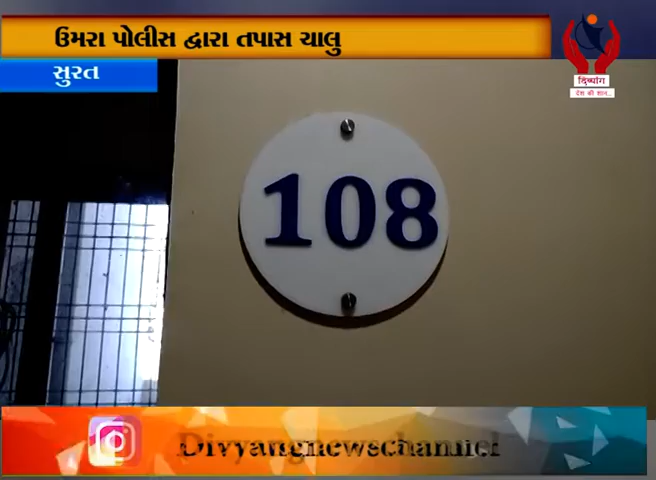 ઉમરા પોલીસ દ્વારા તપાસ ચાલુ
સુરત
दिव्यांग
देश की शान..
108
Divyangnewschannel